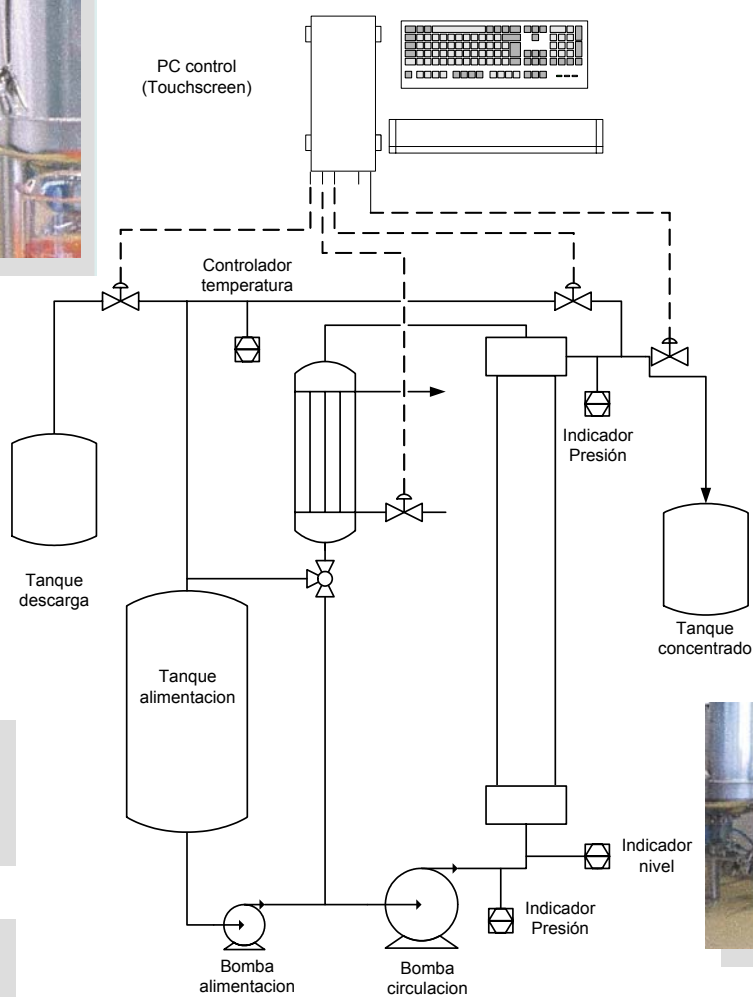 PC control
(Touchscreen)
Controlador
temperatura
Indicador
Presión
Tanque
descarga
Tanque
concentrado
Tanque
alimentacion
Indicador
nivel
Indicador
Presión
Bomba
alimentacion
Bomba
circulacion